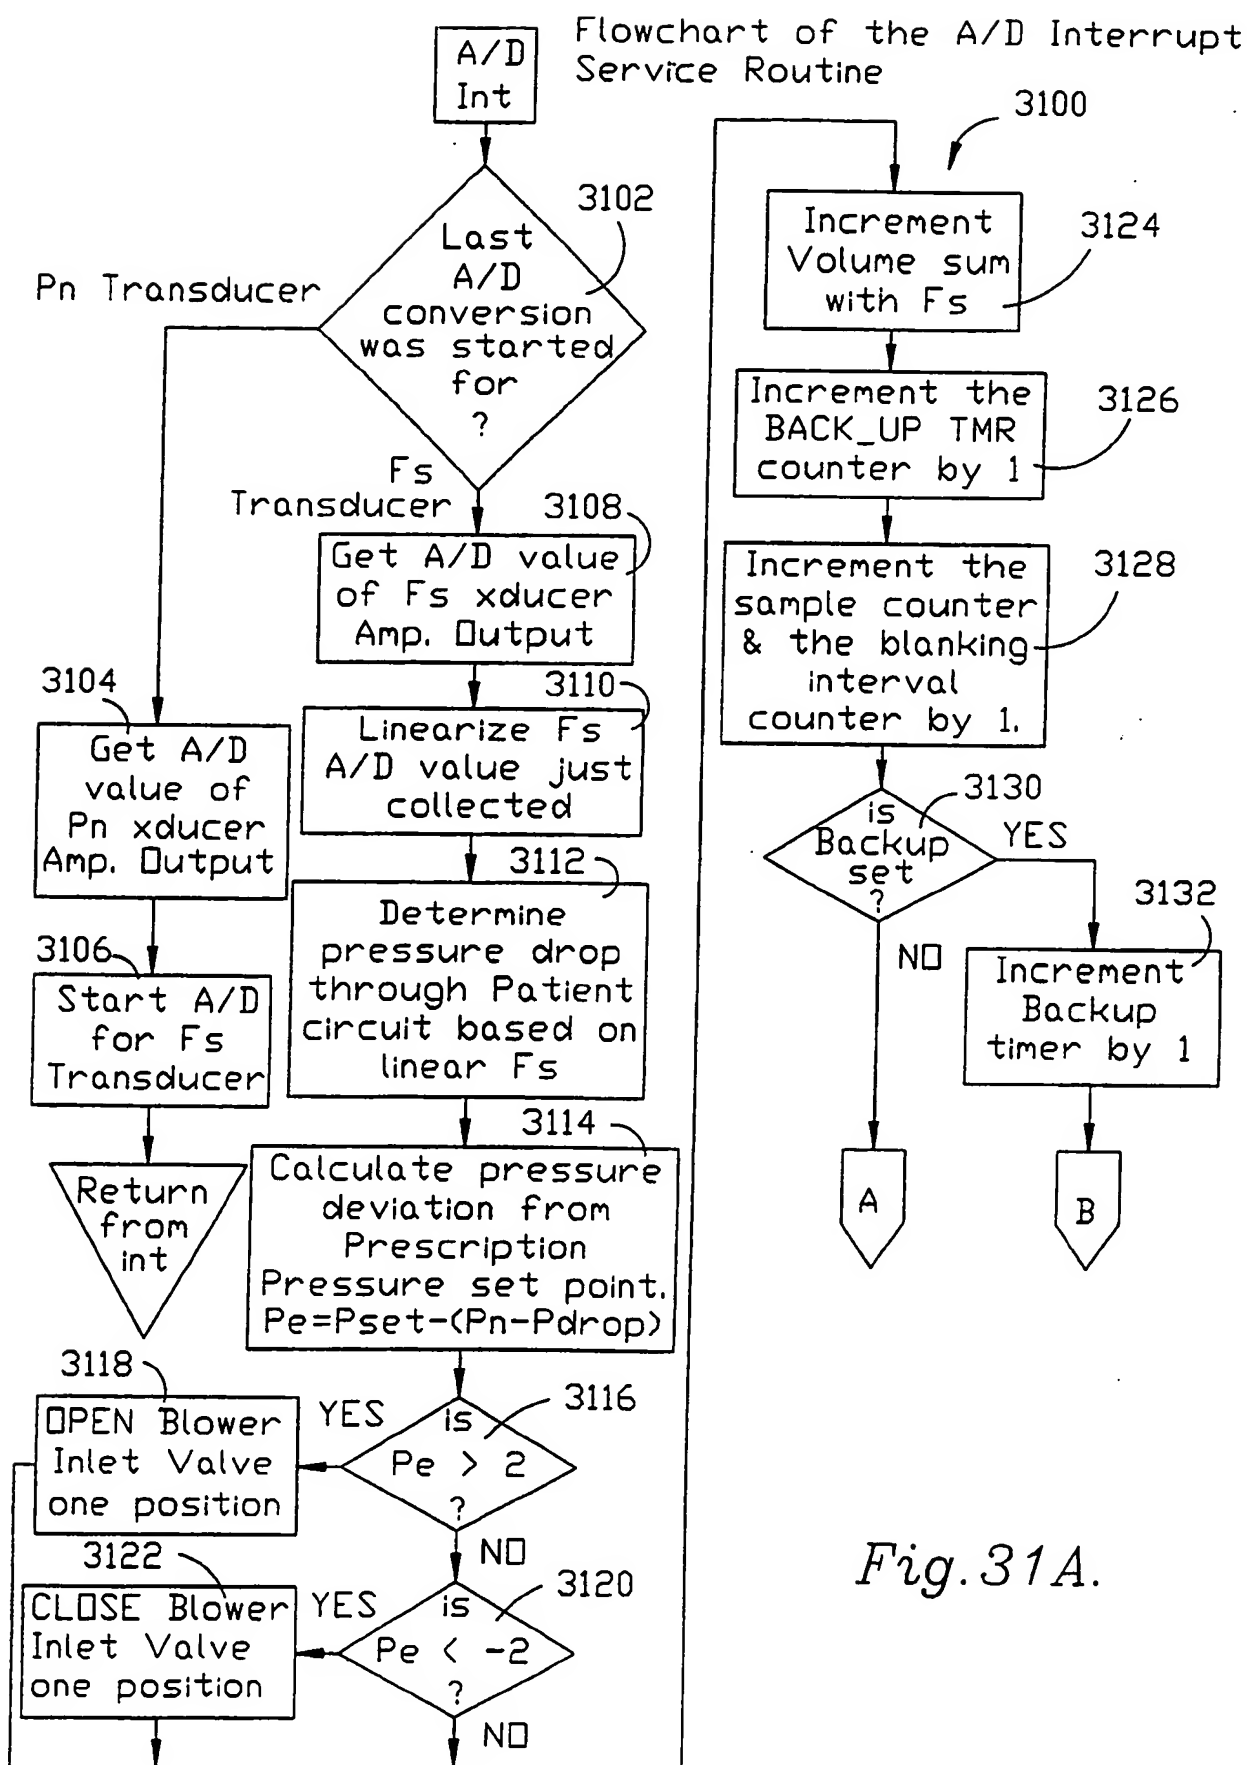 Flowchart of the A/D Interrupt
Service Routine
A/D
Int
3100
3102
Last
A/D
conversion
was started
for
?
Pn Transducer
Fs
Transducer
3104
Get A/D
value of
Pn xducer
Amp. Output
3106
Start A/D
for Fs
Transducer
Return
from
int
3108
Get A/D value
of Fs xducer
Amp. Output
3110
Linearize Fs
A/D value just
collected
3112
Determine
pressure drop
through Patient
circuit based on
linear Fs
3114
Calculate pressure
deviation from
Prescription
Pressure set point.
Pe=Pset-(Pn-Pdrop)
3116
is
Pe > 2
?
YES
NO
3118
OPEN Blower
Inlet Valve
one position
3120
is
Pe < -2
?
YES
NO
3122
CLOSE Blower
Inlet Valve
one position
3124
Increment
Volume sum
with Fs
3126
Increment the
BACK_UP TMR
counter by 1
3128
Increment the
sample counter
& the blanking
interval
counter by 1.
3130
is
Backup
set
?
YES
NO
3132
Increment
Backup
timer by 1
A
B
Fig.31A.